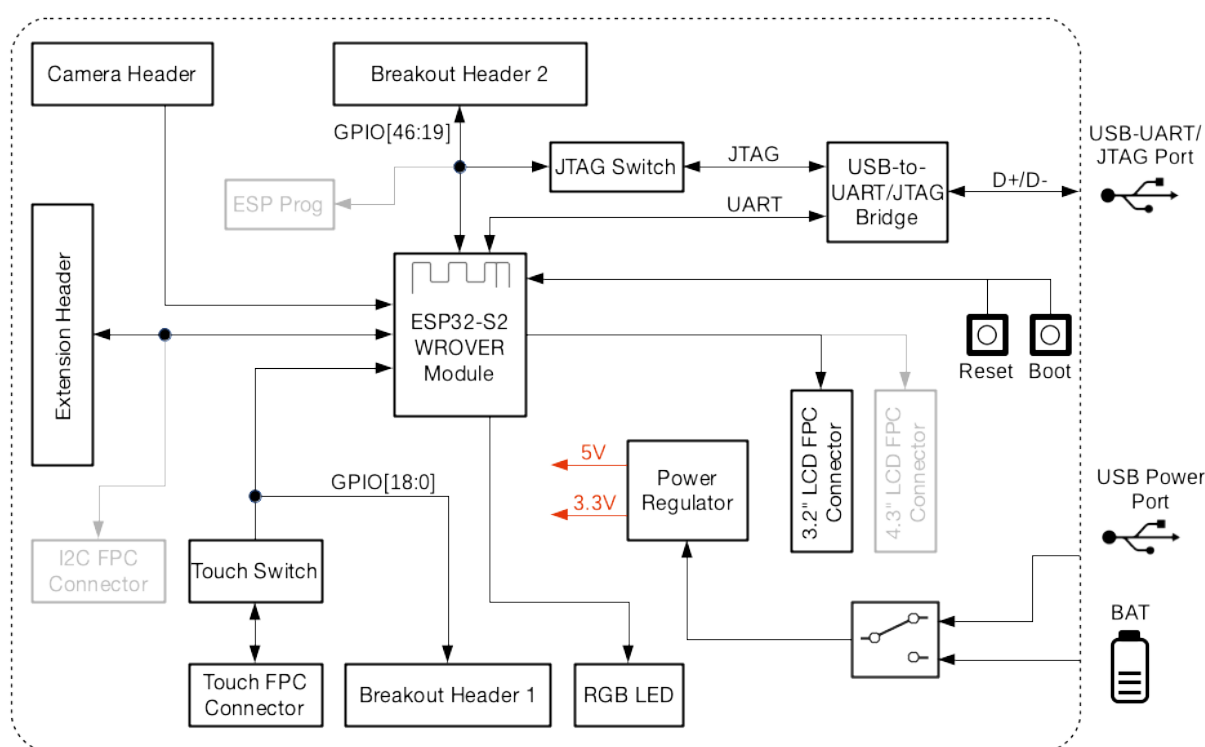 Camera Header
Breakout Header 2
GPIO[46:19]
USB-UART/
JTAG Port
JTAG Switch
JTAG
USB-to-
UART/JTAG
Bridge
D+/D-
ESP Prog
UART
Extension Header
ESP32-S2
WROVER
Module
Reset
Boot
3.2" LCD FPC
Connector
4.3" LCD FPC
Connector
5V
3.3V
Power
Regulator
USB Power
Port
GPIO[18:0]
I2C FPC
Connector
Touch Switch
BAT
Touch FPC
Connector
Breakout Header 1
RGB LED